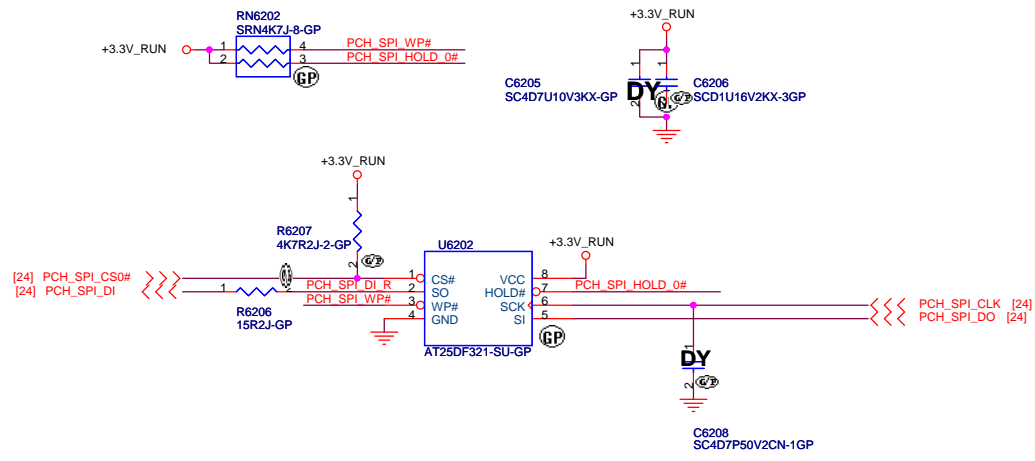 RN6202
SRN4K7J-8-GP
+3.3V_RUN
1 4 PCH_SPI_WP#
2 3 PCH_SPI_HOLD_0#
GP
+3.3V_RUN
1 1
C6205 C6206
SC4D7U10V3KX-GP DY SCD1U16V2KX-3GP
G/P
2
+3.3V_RUN
1
R6207
4K7R2J-2-GP
2 G/P
U6202
+3.3V_RUN
[24] PCH_SPI_CS0# 1 CS# VCC 8
[24] PCH_SPI_DI 1 2 PCH_SPI_DI_R 2 SO HOLD# 7 PCH_SPI_HOLD_0#
PCH_SPI_WP# 3 WP# SCK 6 PCH_SPI_CLK [24]
4 GND SI 5 PCH_SPI_DO [24]
R6206
15R2J-GP
AT25DF321-SU-GP GP
1
DY
2 G/P
C6208
SC4D7P50V2CN-1GP